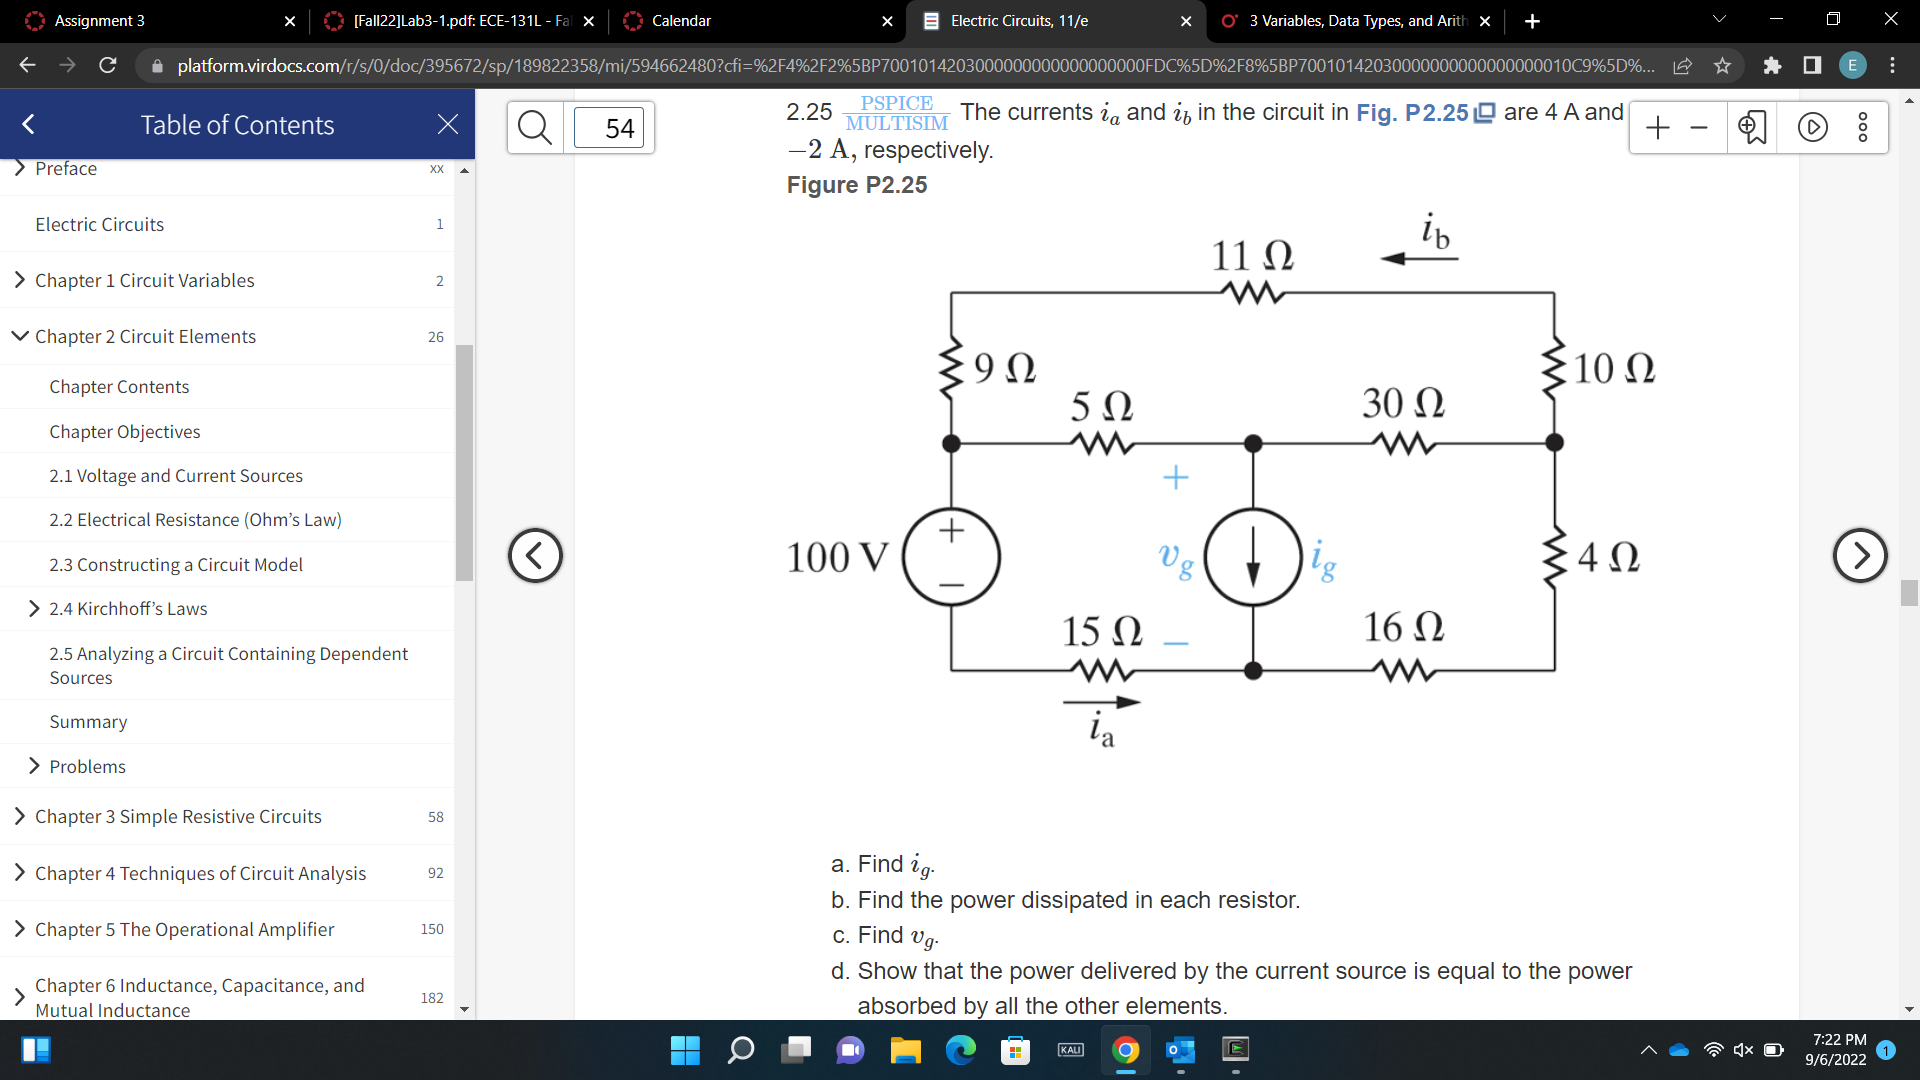 Assignment 3
[Fall22]Lab3-1.pdf: ECE-131L - Fa
Calendar
Electric Circuits, 11/e
3 Variables, Data Types, and Arith
platform.virdocs.com/r/s/0/doc/395672/sp/189822358/mi/594662480?cfi=%2F4%2F2%5BP7001014203000000000000000000FDC%5D%2F8%5BP70010142030000000000000000010C9%5D%...
E
Table of Contents
Preface xx
Electric Circuits 1
Chapter 1 Circuit Variables 2
Chapter 2 Circuit Elements 26
Chapter Contents
Chapter Objectives
2.1 Voltage and Current Sources
2.2 Electrical Resistance (Ohm’s Law)
2.3 Constructing a Circuit Model
2.4 Kirchhoff’s Laws
2.5 Analyzing a Circuit Containing Dependent
Sources
Summary
Problems
Chapter 3 Simple Resistive Circuits 58
Chapter 4 Techniques of Circuit Analysis 92
Chapter 5 The Operational Amplifier 150
Chapter 6 Inductance, Capacitance, and
Mutual Inductance 182
54
2.25 PSPICE MULTISIM The currents iₐ and i_b in the circuit in Fig. P2.25 are 4 A and
−2 A, respectively.
Figure P2.25
i_b
11 Ω
9 Ω
10 Ω
5 Ω
30 Ω
+
+
100 V
v_g
i_g
4 Ω
−
15 Ω
−
16 Ω
iₐ
a. Find i_g.
b. Find the power dissipated in each resistor.
c. Find v_g.
d. Show that the power delivered by the current source is equal to the power
absorbed by all the other elements.
KALI
7:22 PM
9/6/2022
1